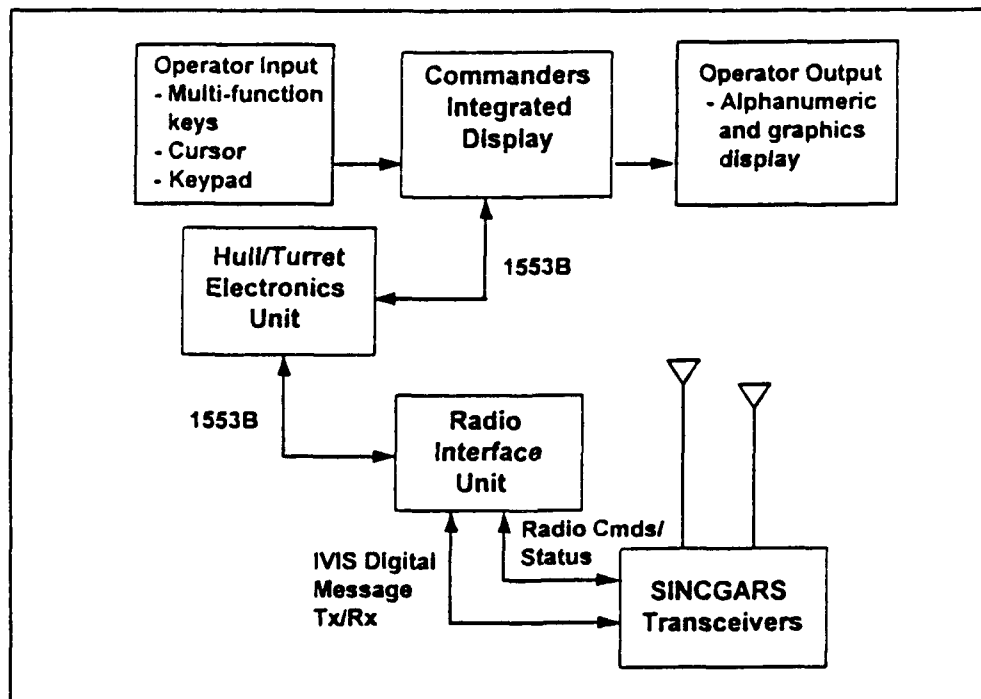 Operator Input
- Multi-function
keys
- Cursor
- Keypad
Commanders
Integrated
Display
Operator Output
- Alphanumeric
and graphics
display
Hull/Turret
Electronics
Unit
1553B
1553B
Radio
Interface
Unit
Radio Cmds/
Status
IVIS Digital
Message
Tx/Rx
SINCGARS
Transceivers